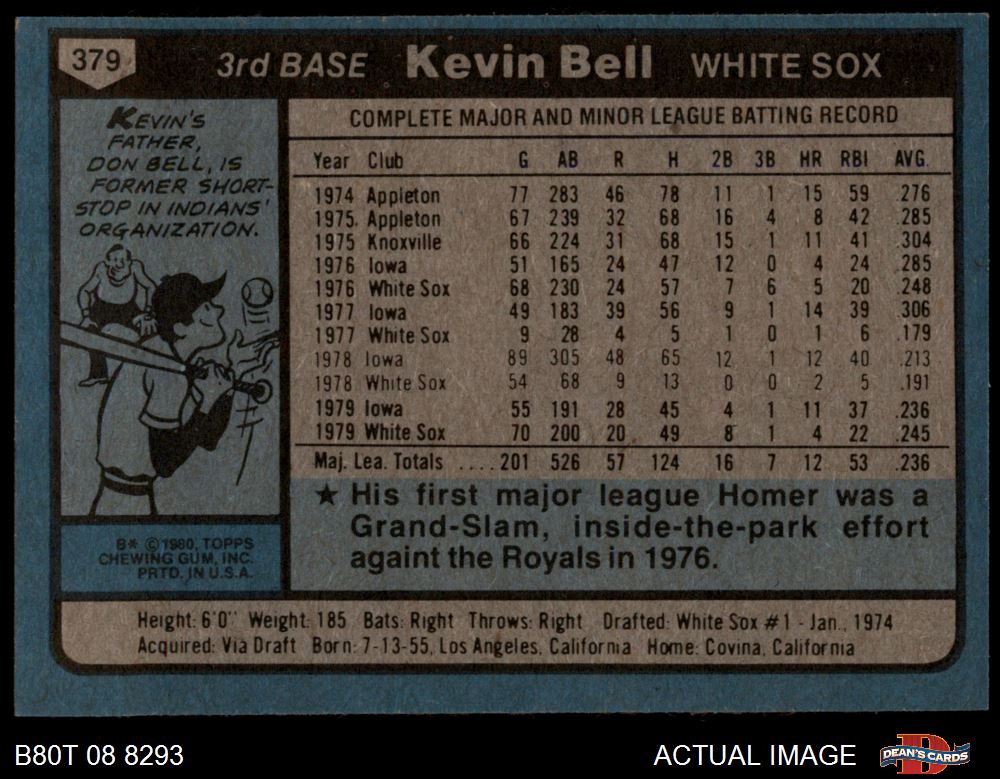 379 3rd BASE Kevin Bell WHITE SOX
KEVIN'S
FATHER,
DON BELL, IS
FORMER SHORT-
STOP IN INDIANS'
ORGANIZATION.
B* © 1980, TOPPS
CHEWING GUM, INC.
PRTD. IN U.S.A.
COMPLETE MAJOR AND MINOR LEAGUE BATTING RECORD
Year Club G AB R H 2B 3B HR RBI AVG.
1974 Appleton 77 283 46 78 11 1 15 59 .276
1975. Appleton 67 239 32 68 16 4 8 42 .285
1975 Knoxville 66 224 31 68 15 1 11 41 .304
1976 Iowa 51 165 24 47 12 0 4 24 .285
1976 White Sox 68 230 24 57 7 6 5 20 .248
1977 Iowa 49 183 39 56 9 1 14 39 .306
1977 White Sox 9 28 4 5 1 0 1 6 .179
1978 Iowa 89 305 48 65 12 1 12 40 .213
1978 White Sox 54 68 9 13 0 0 2 5 .191
1979 Iowa 55 191 28 45 4 1 11 37 .236
1979 White Sox 70 200 20 49 8 1 4 22 .245
Maj. Lea. Totals ....201 526 57 124 16 7 12 53 .236
★ His first major league Homer was a
Grand-Slam, inside-the-park effort
againt the Royals in 1976.
Height: 6'0" Weight: 185 Bats: Right Throws: Right Drafted: White Sox #1 - Jan., 1974
Acquired: Via Draft Born: 7-13-55, Los Angeles, California Home: Covina, California
B80T 08 8293
ACTUAL IMAGE
DEAN'S CARDS